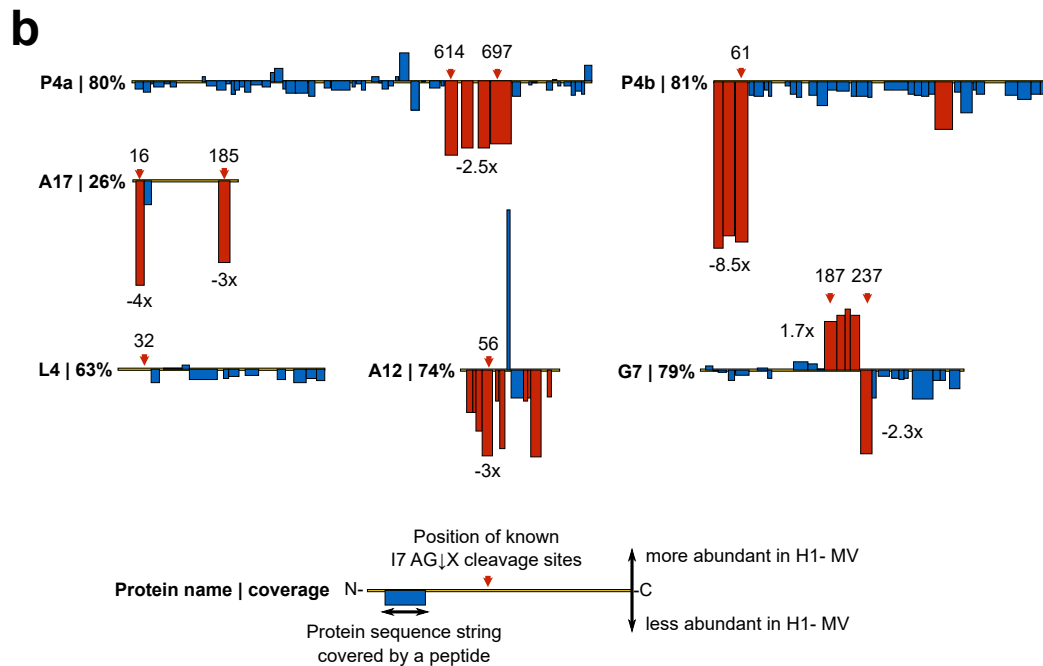 b
614 697
P4a | 80%
-2.5x
61
P4b | 81%
-8.5x
16 185
A17 | 26%
-4x
-3x
32
L4 | 63%
56
A12 | 74%
-3x
187 237
1.7x
G7 | 79%
-2.3x
Position of known
I7 AG↓X cleavage sites
more abundant in H1- MV
Protein name | coverage N- -C
less abundant in H1- MV
Protein sequence string
covered by a peptide